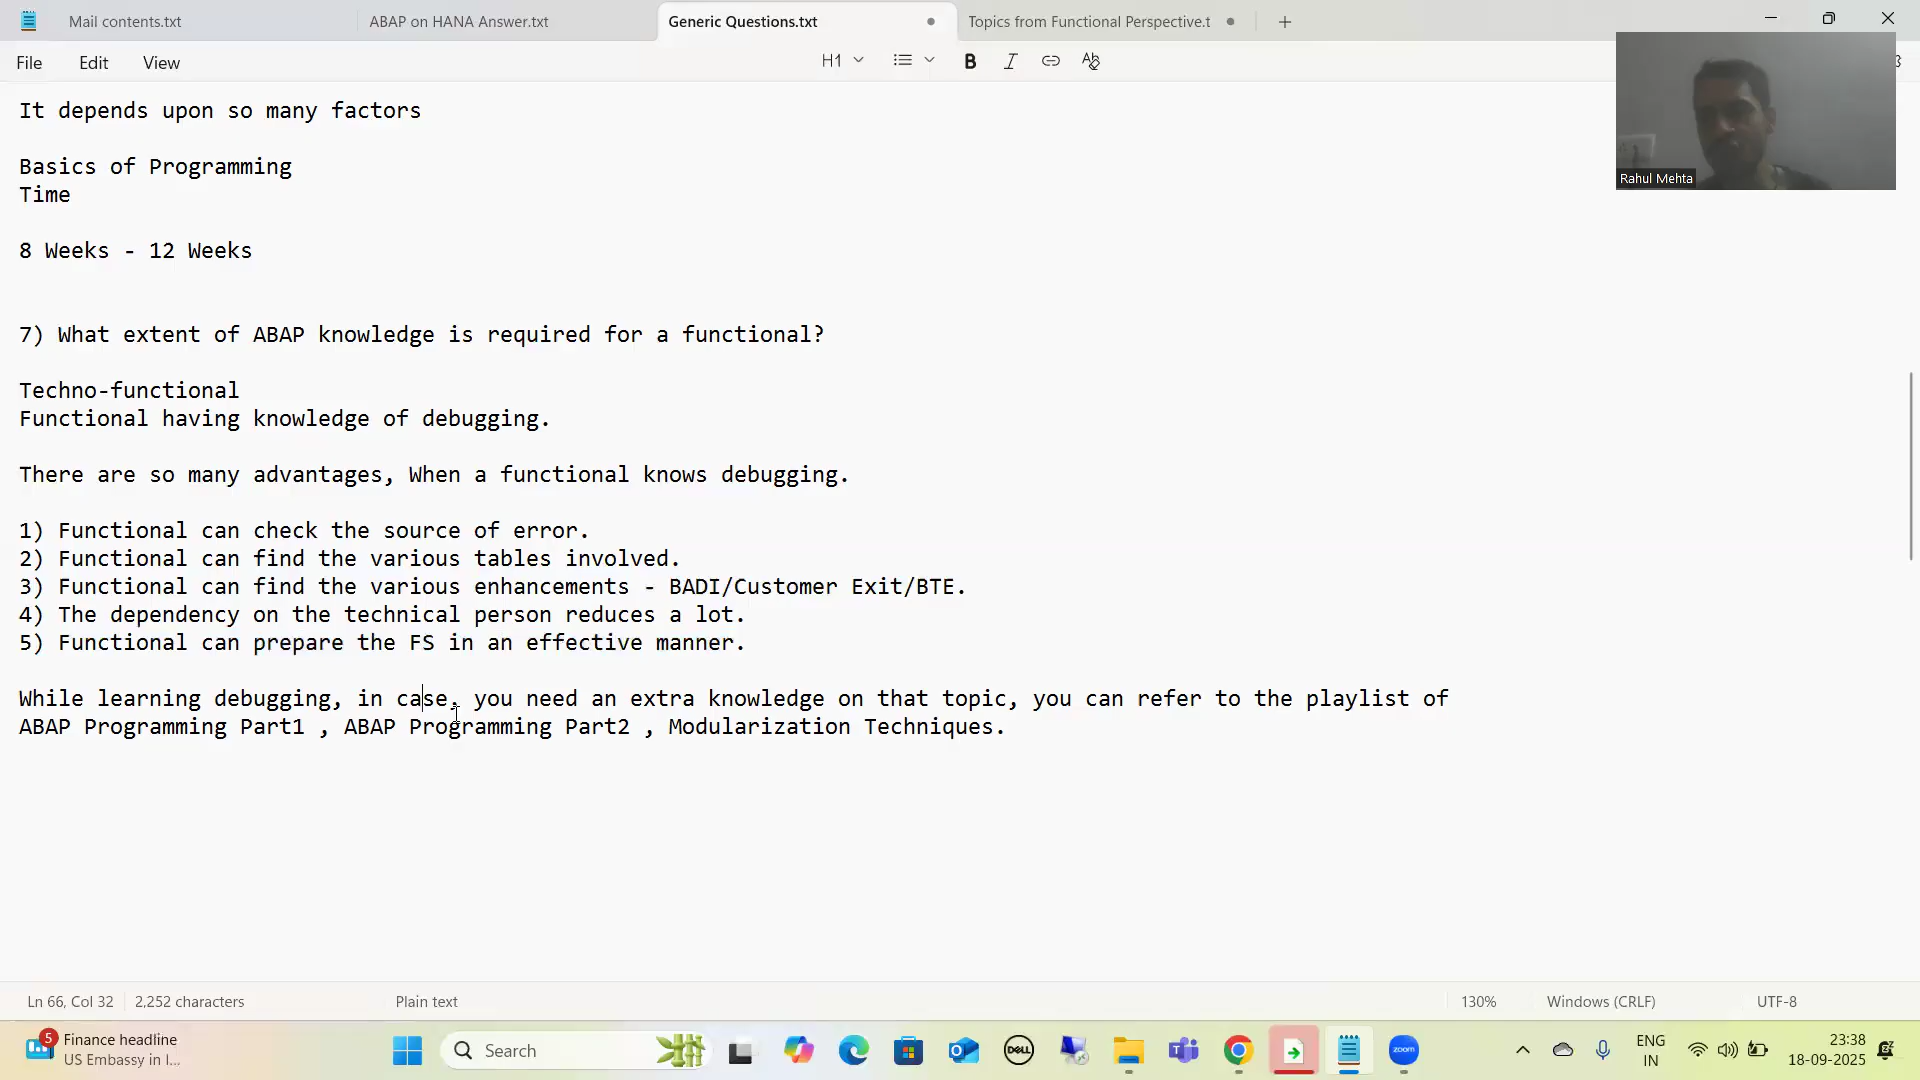 Mail contents.txt
ABAP on HANA Answer.txt
Generic Questions.txt
Topics from Functional Perspective.t
File
Edit
View
H1
It depends upon so many factors
Basics of Programming
Time
8 Weeks - 12 Weeks
7) What extent of ABAP knowledge is required for a functional?
Techno-functional
Functional having knowledge of debugging.
There are so many advantages, When a functional knows debugging.
1) Functional can check the source of error.
2) Functional can find the various tables involved.
3) Functional can find the various enhancements - BADI/Customer Exit/BTE.
4) The dependency on the technical person reduces a lot.
5) Functional can prepare the FS in an effective manner.
While learning debugging, in case. you need an extra knowledge on that topic, you can refer to the playlist of
ABAP Programming Part1 , ABAP Programming Part2 , Modularization Techniques.
Rahul Mehta
Ln 66, Col 32
2,252 characters
Plain text
130%
Windows (CRLF)
UTF-8
5
Finance headline
US Embassy in I...
Search
DELL
zoom
ENG
IN
23:38
18-09-2025